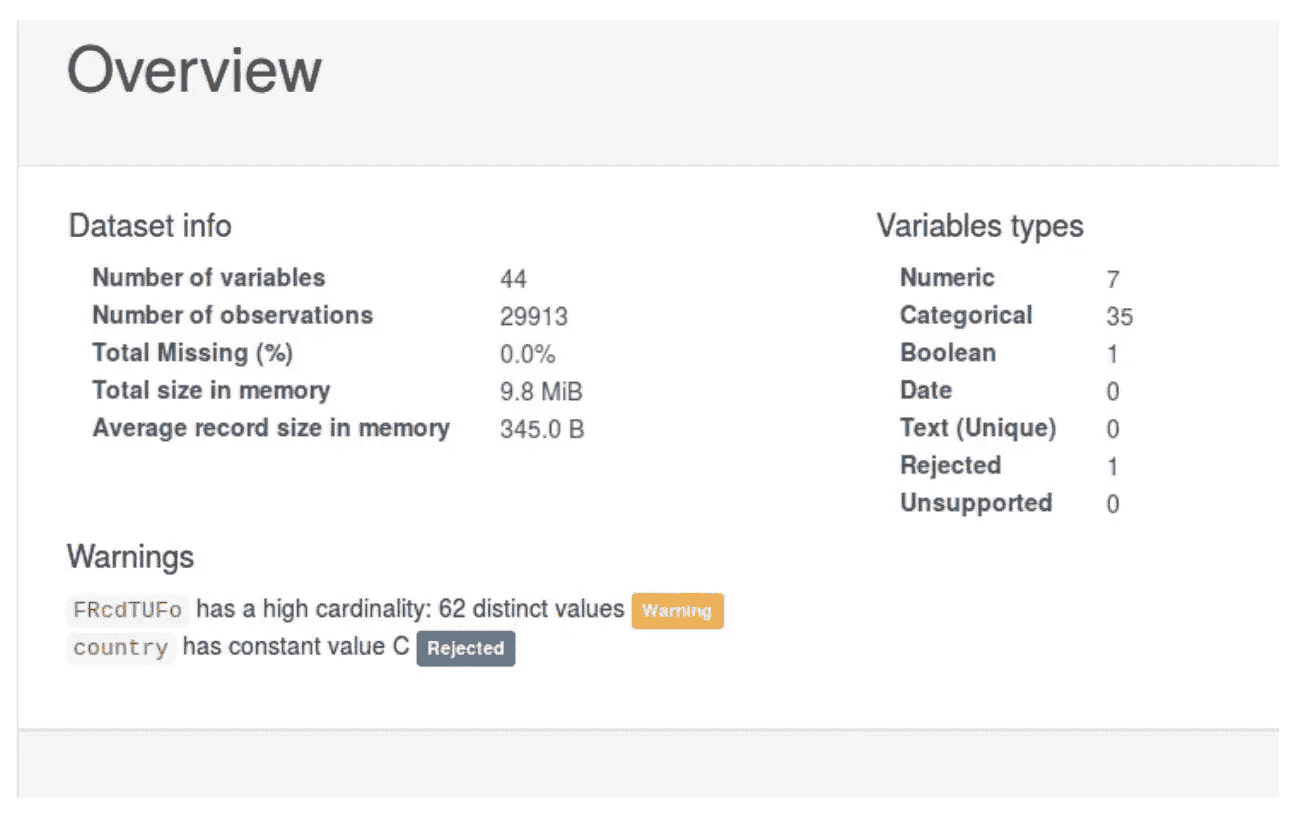 Overview
Dataset info
Number of variables 44
Number of observations 29913
Total Missing (%) 0.0%
Total size in memory 9.8 MiB
Average record size in memory 345.0 B
Variables types
Numeric 7
Categorical 35
Boolean 1
Date 0
Text (Unique) 0
Rejected 1
Unsupported 0
Warnings
FRcdTUFo has a high cardinality: 62 distinct values Warning
country has constant value C Rejected